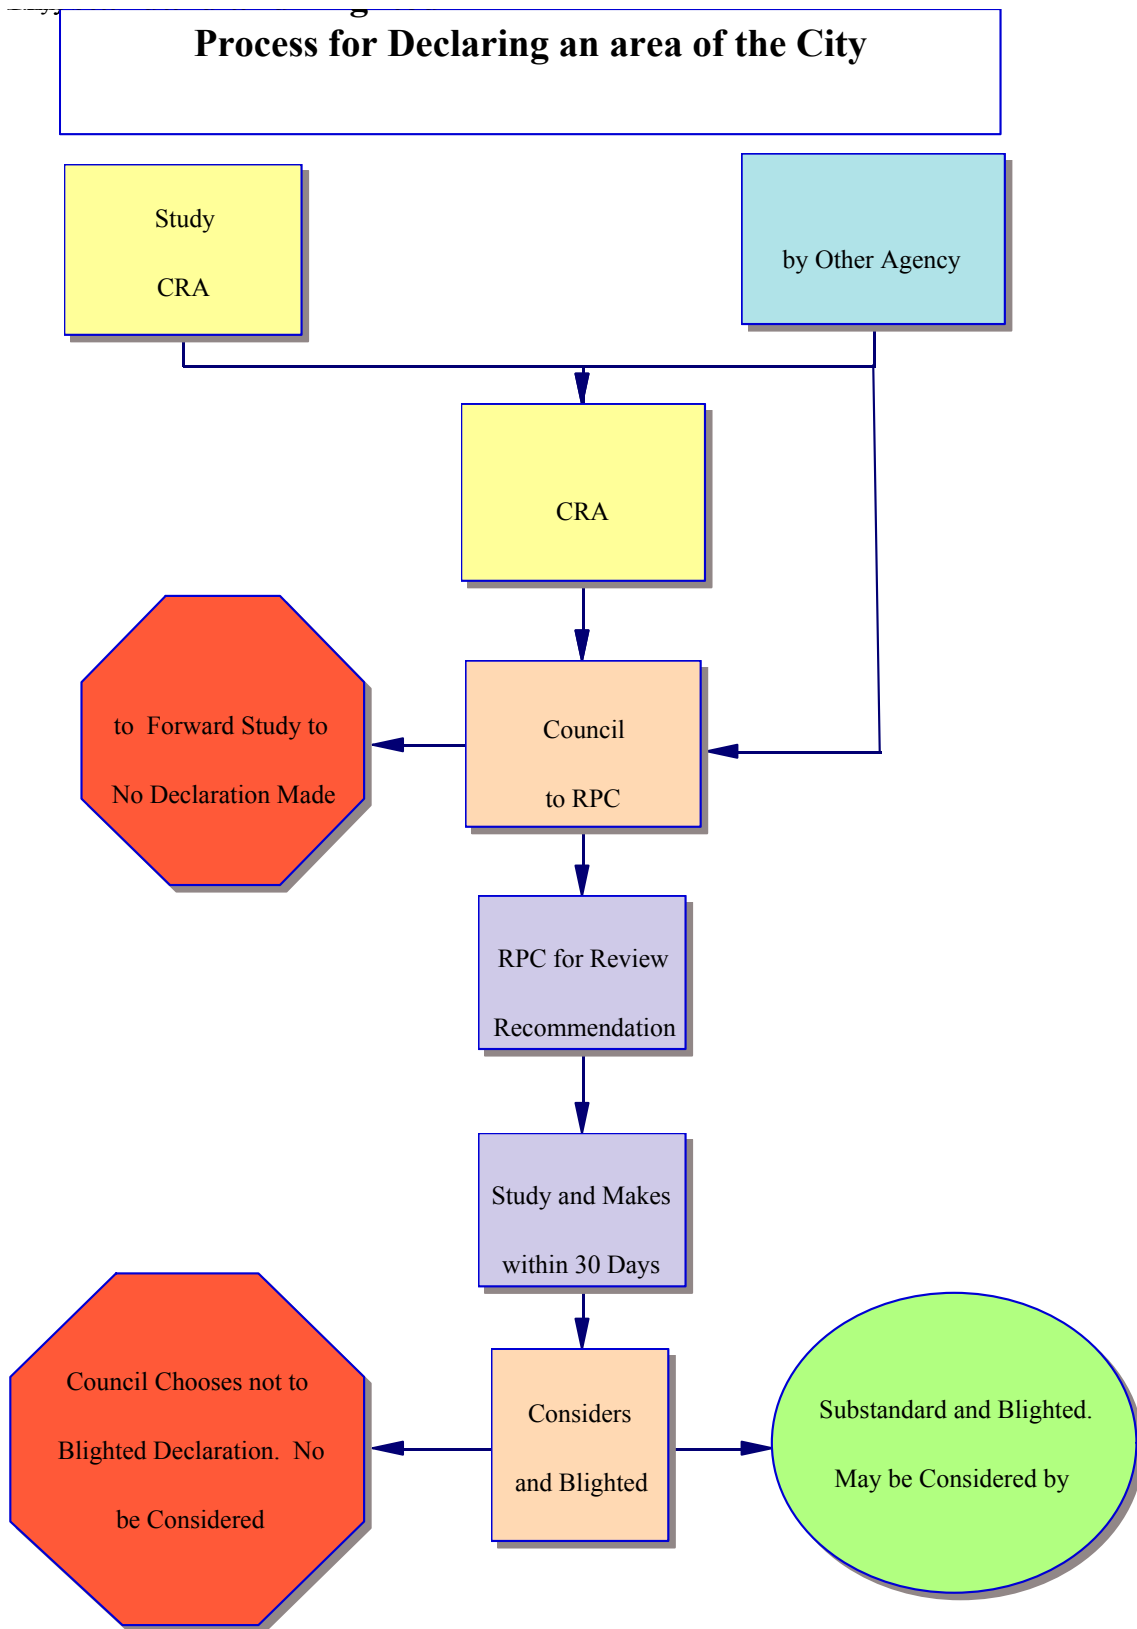 Process for Declaring an area of the City
Study
CRA
by Other Agency
CRA
to Forward Study to
No Declaration Made
Council
to RPC
RPC for Review
Recommendation
Study and Makes
within 30 Days
Council Chooses not to
Blighted Declaration. No
be Considered
Considers
and Blighted
Substandard and Blighted.
May be Considered by